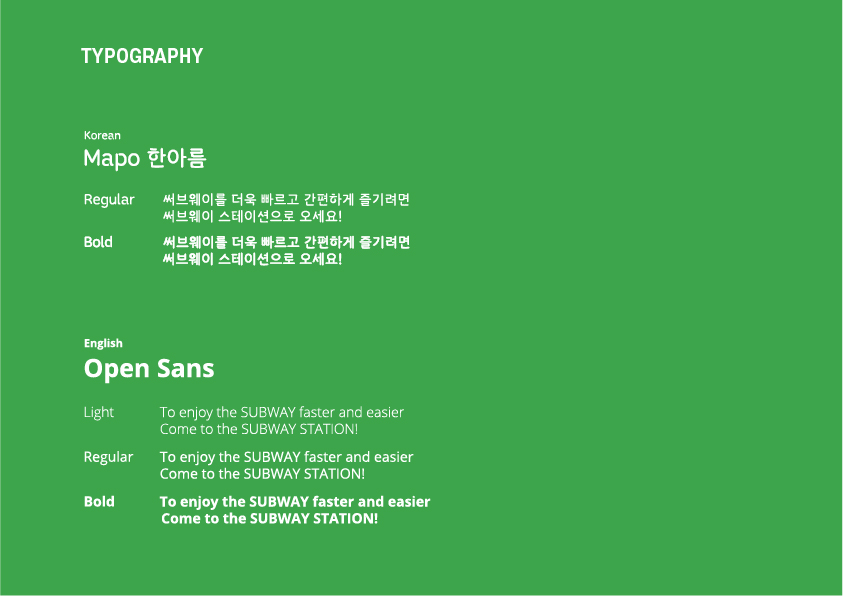 TYPOGRAPHY
Korean
Mapo 한아름
Regular 써브웨이를 더욱 빠르고 간편하게 즐기려면
써브웨이 스테이션으로 오세요!
Bold 써브웨이를 더욱 빠르고 간편하게 즐기려면
써브웨이 스테이션으로 오세요!
English
Open Sans
Light To enjoy the SUBWAY faster and easier
Come to the SUBWAY STATION!
Regular To enjoy the SUBWAY faster and easier
Come to the SUBWAY STATION!
Bold To enjoy the SUBWAY faster and easier
Come to the SUBWAY STATION!